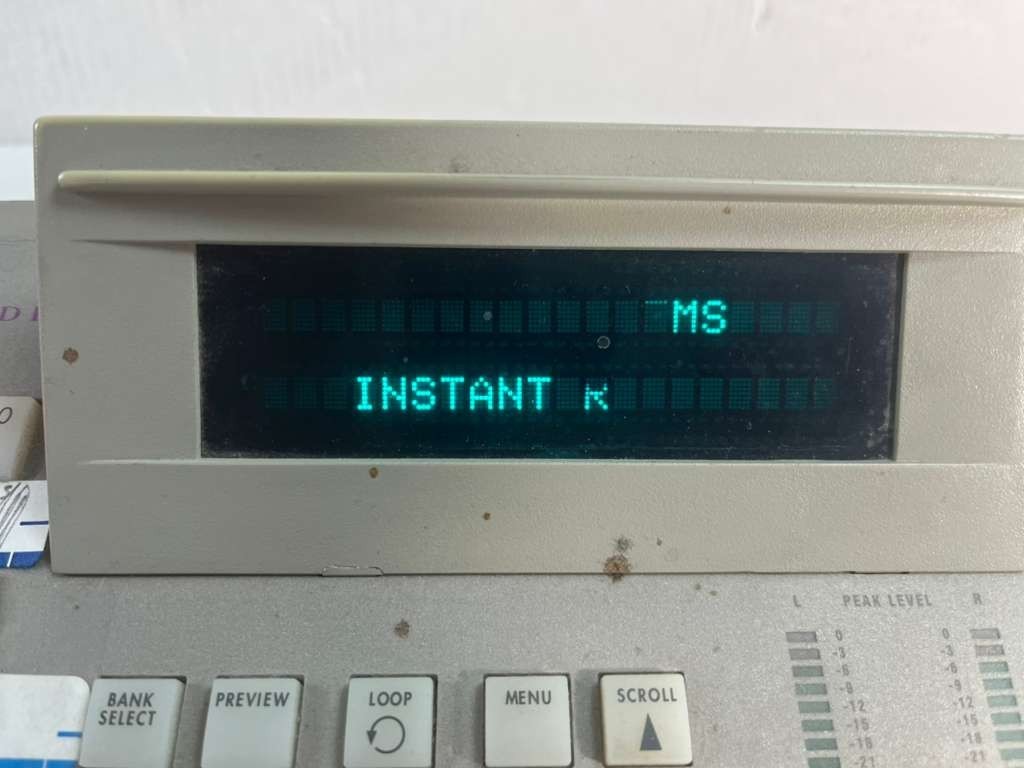 MS
INSTANT
BANK SELECT
PREVIEW
LOOP
MENU
SCROLL
L PEAK LEVEL R
0 0
-3 -3
-6 -6
-9 -9
-12 -12
-15 -15
-18 -18
-21 -21